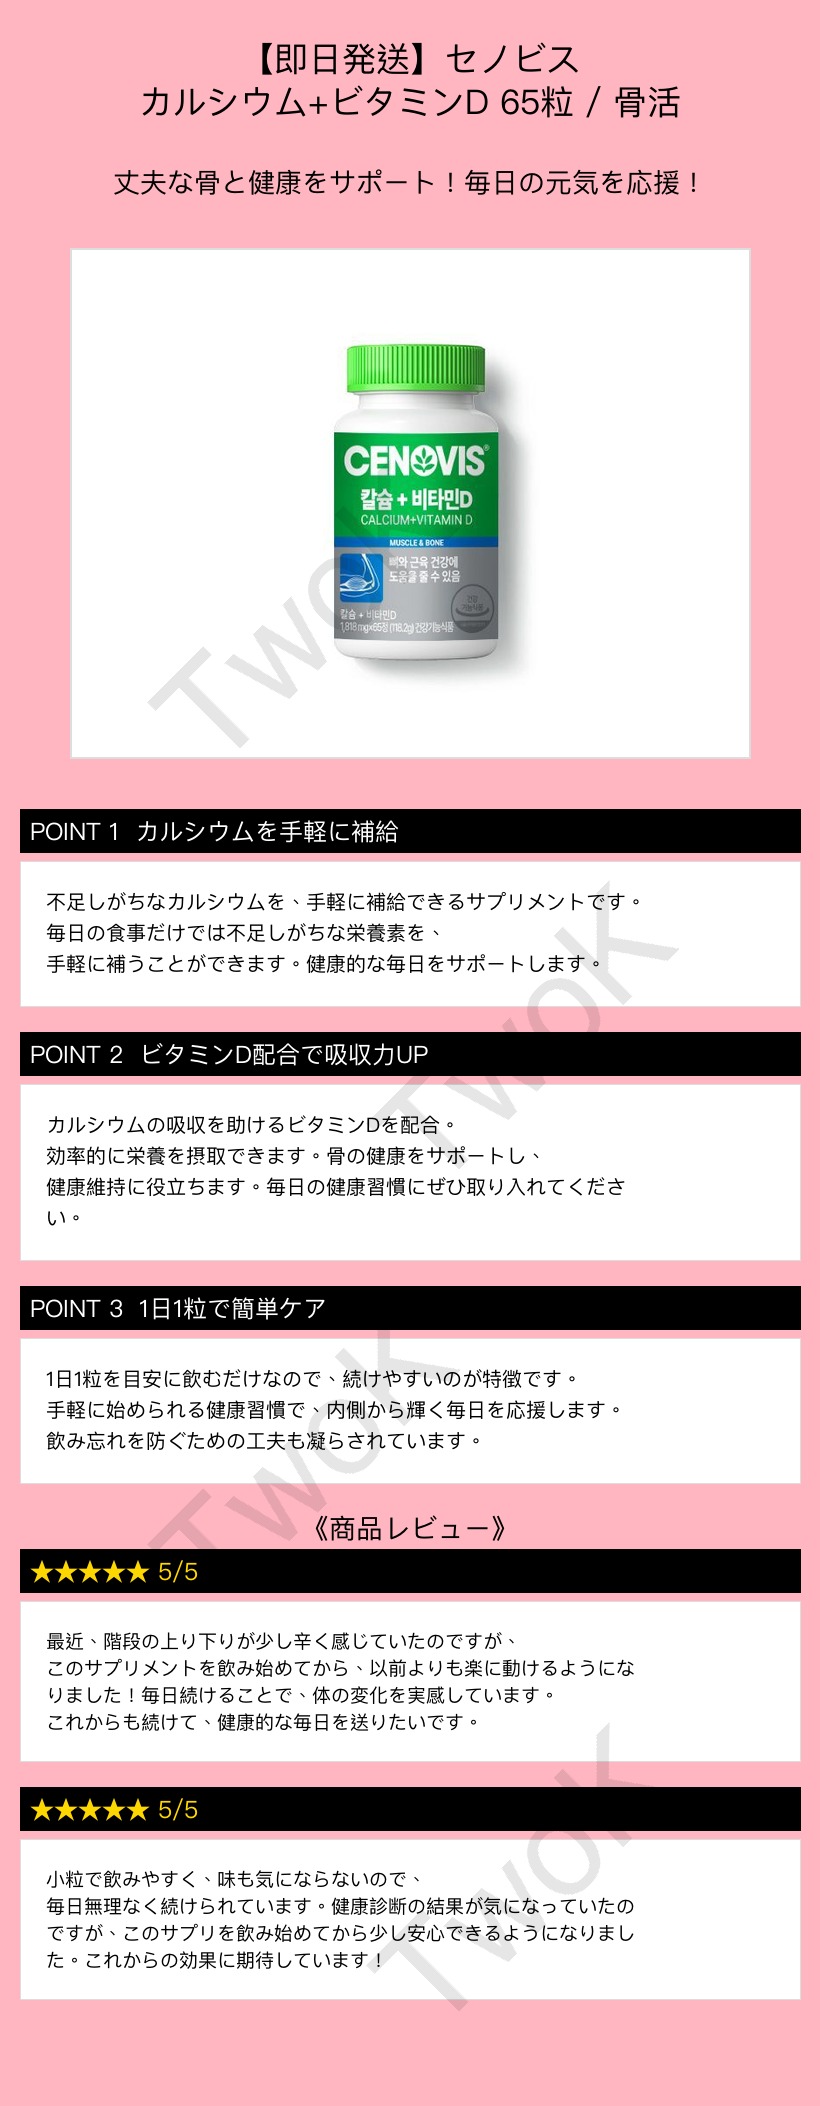 【即日発送】セノビス
カルシウム+ビタミンD 65粒 / 骨活
丈夫な骨と健康をサポート！毎日の元気を応援！
CENOVIS®
칼슘 + 비타민D
CALCIUM+VITAMIN D
MUSCLE & BONE
뼈와 근육 건강에
도움을 줄 수 있음
칼슘 + 비타민D
1,818 mg×65정 (118.2g) 건강기능식품
건강
기능식품
TwoK
POINT 1 カルシウムを手軽に補給
不足しがちなカルシウムを、手軽に補給できるサプリメントです。
毎日の食事だけでは不足しがちな栄養素を、
手軽に補うことができます。健康的な毎日をサポートします。
TwoK
POINT 2 ビタミンD配合で吸収力UP
カルシウムの吸収を助けるビタミンDを配合。
効率的に栄養を摂取できます。骨の健康をサポートし、
健康維持に役立ちます。毎日の健康習慣にぜひ取り入れてくださ
い。
POINT 3 1日1粒で簡単ケア
1日1粒を目安に飲むだけなので、続けやすいのが特徴です。
手軽に始められる健康習慣で、内側から輝く毎日を応援します。
飲み忘れを防ぐための工夫も凝らされています。
TwoK
《商品レビュー》
★★★★★ 5/5
最近、階段の上り下りが少し辛く感じていたのですが、
このサプリメントを飲み始めてから、以前よりも楽に動けるようにな
りました！毎日続けることで、体の変化を実感しています。
これからも続けて、健康的な毎日を送りたいです。
★★★★★ 5/5
小粒で飲みやすく、味も気にならないので、
毎日無理なく続けられています。健康診断の結果が気になっていたの
ですが、このサプリを飲み始めてから少し安心できるようになりまし
た。これからの効果に期待しています！
TwoK